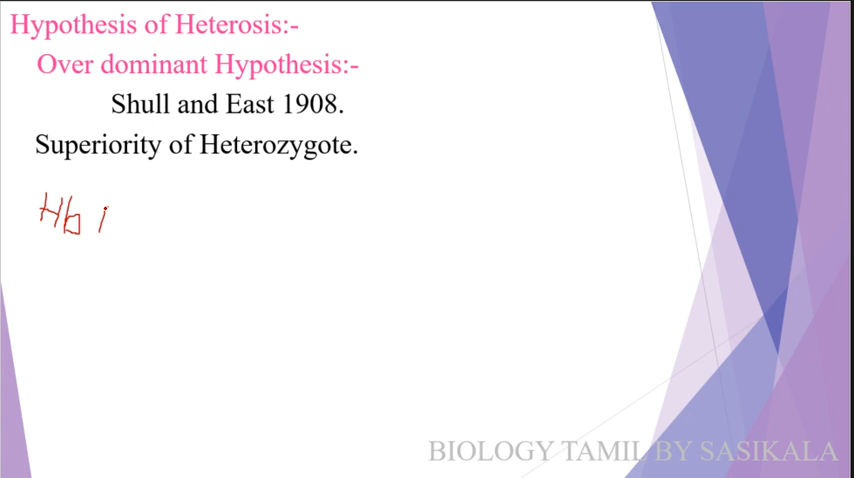 Hypothesis of Heterosis:-
Over dominant Hypothesis:-
Shull and East 1908.
Superiority of Heterozygote.
Hb
BIOLOGY TAMIL BY SASIKALA